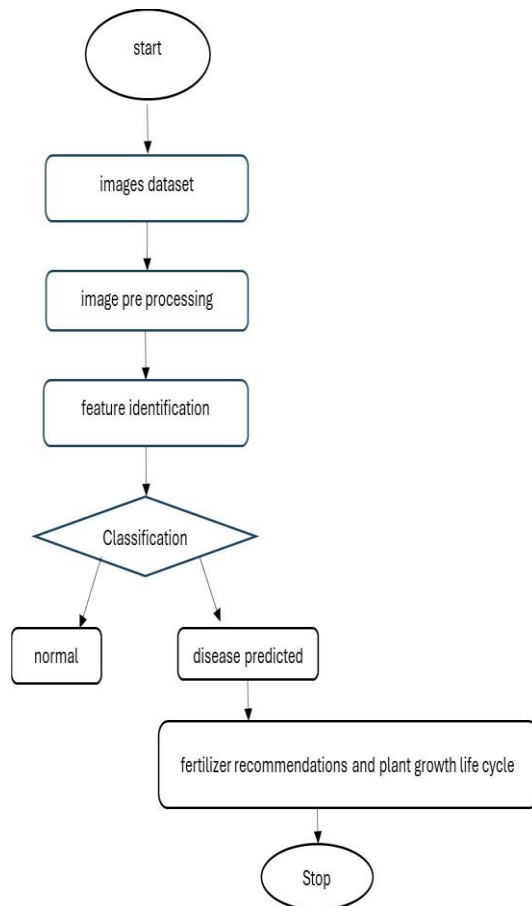 start
images dataset
image pre processing
feature identification
Classification
normal
disease predicted
fertilizer recommendations and plant growth life cycle
Stop